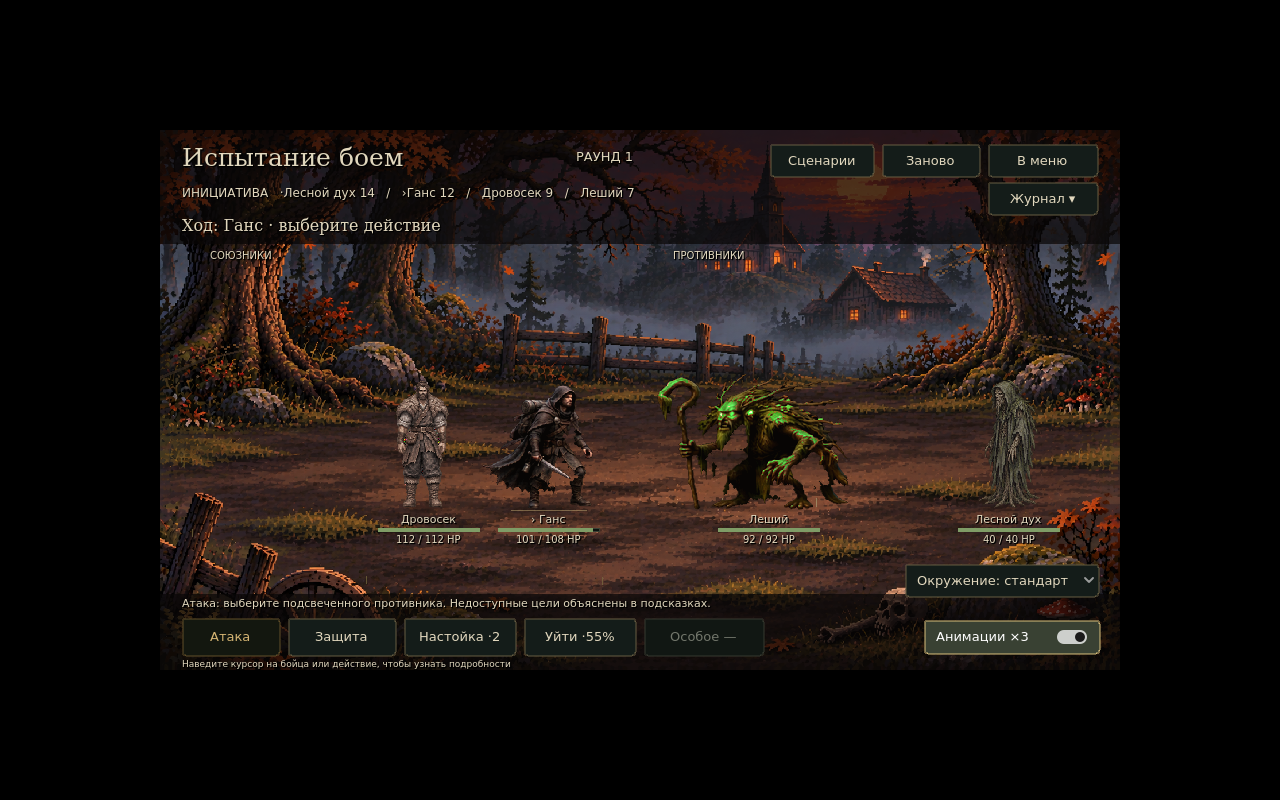 Испытание боем
РАУНД 1
Сценарии
Заново
В меню
ИНИЦИАТИВА ·Лесной дух 14 / ›Ганс 12 / Дровосек 9 / Леший 7
Журнал ▾
Ход: Ганс · выберите действие
СОЮЗНИКИ
ПРОТИВНИКИ
Дровосек
› Ганс
Леший
Лесной дух
112 / 112 HP
101 / 108 HP
92 / 92 HP
40 / 40 HP
Окружение: стандарт
Атака: выберите подсвеченного противника. Недоступные цели объяснены в подсказках.
Атака
Защита
Настойка ·2
Уйти ·55%
Особое —
Анимации ×3
Наведите курсор на бойца или действие, чтобы узнать подробности